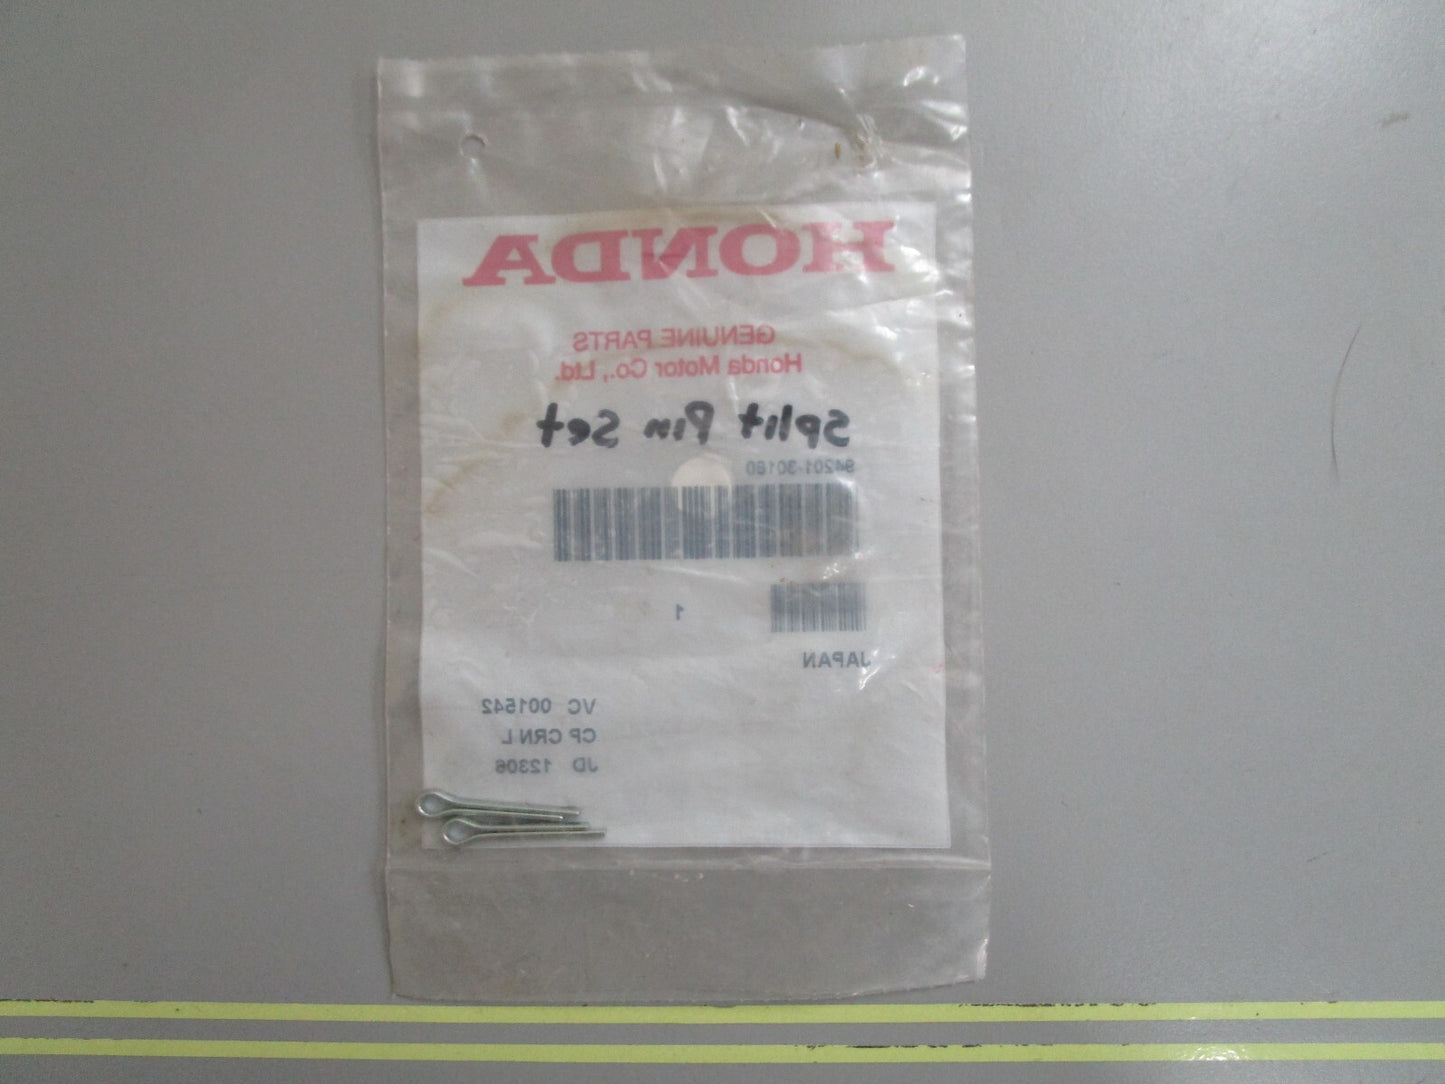 HONDA
GENUINE PARTS
Honda Motor Co., Ltd.
Split Pin Set
94201-30180
1
JAPAN
VC 001542
CP CRN L
JD 12306